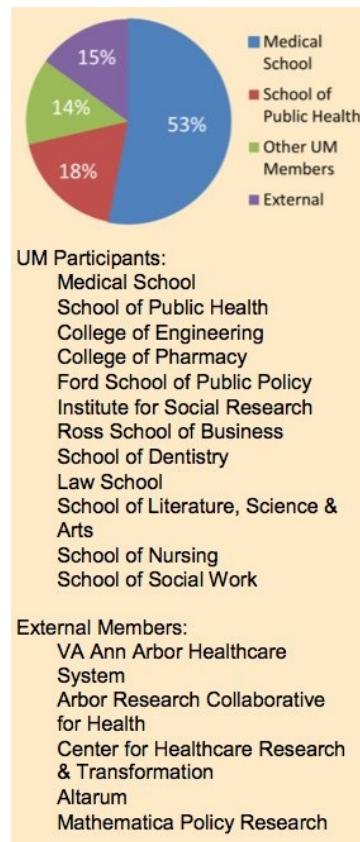 15%
14%
18%
53%
Medical
School
School of
Public Health
Other UM
Members
External
UM Participants:
Medical School
School of Public Health
College of Engineering
College of Pharmacy
Ford School of Public Policy
Institute for Social Research
Ross School of Business
School of Dentistry
Law School
School of Literature, Science &
Arts
School of Nursing
School of Social Work
External Members:
VA Ann Arbor Healthcare
System
Arbor Research Collaborative
for Health
Center for Healthcare Research
& Transformation
Altarum
Mathematica Policy Research